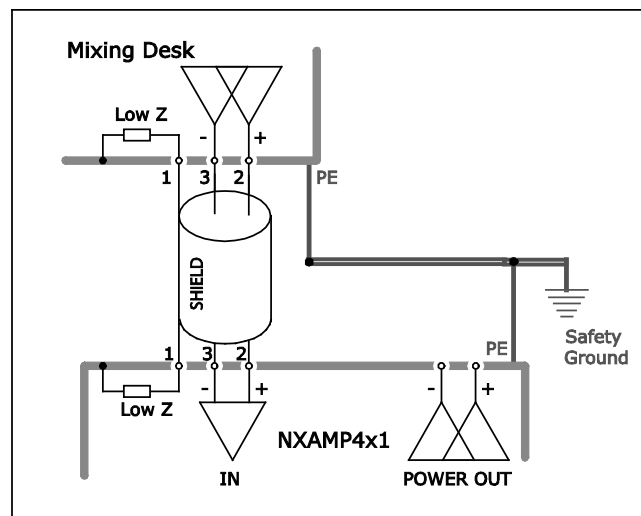 Mixing Desk
Low Z
- +
1 3 2 PE
SHIELD
Safety
Ground
1 3 2 PE
- + - +
Low Z
NXAMP4x1
IN POWER OUT